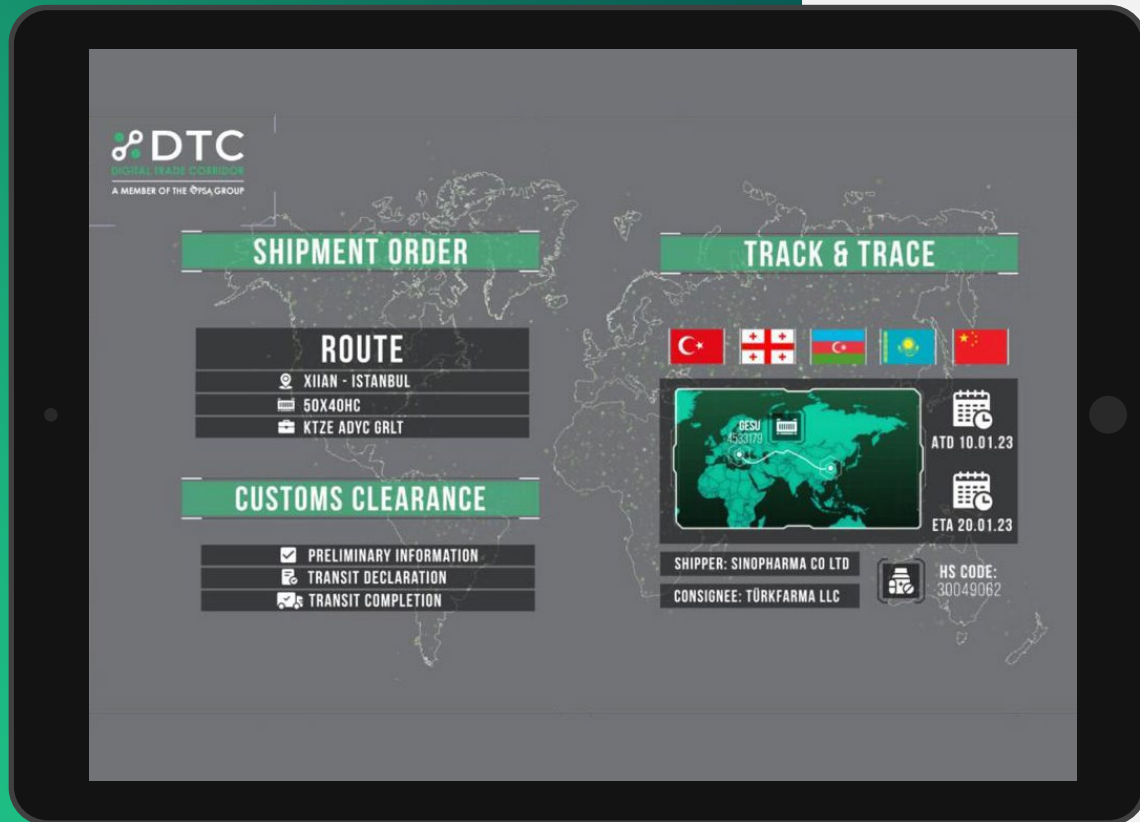 DTC
DIGITAL TRADE CORRIDOR
A MEMBER OF THE PSA GROUP
SHIPMENT ORDER
ROUTE
XIIAN - ISTANBUL
50X40HC
KTZE ADYC GRLT
CUSTOMS CLEARANCE
PRELIMINARY INFORMATION
TRANSIT DECLARATION
TRANSIT COMPLETION
TRACK & TRACE
GESU
4533179
ATD 10.01.23
ETA 20.01.23
SHIPPER: SINOPHARMA CO LTD
CONSIGNEE: TÜRKFARMA LLC
HS CODE:
30049062